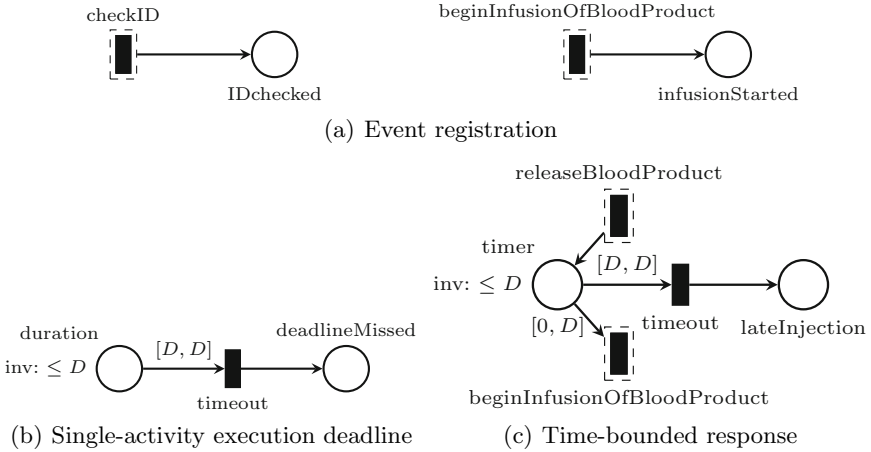 checkID
beginInfusionOfBloodProduct
IDchecked
infusionStarted
(a) Event registration
releaseBloodProduct
timer
[D, D]
inv: ≤ D
[0, D]
timeout
lateInjection
beginInfusionOfBloodProduct
duration
[D, D]
deadlineMissed
inv: ≤ D
timeout
(b) Single-activity execution deadline
(c) Time-bounded response